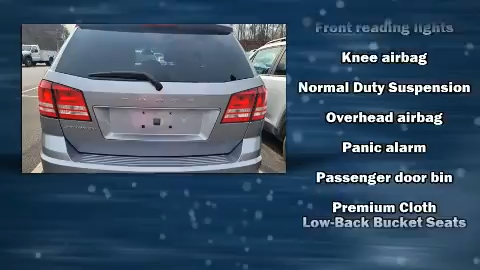 Front reading lights
Knee airbag
Normal Duty Suspension
Overhead airbag
Panic alarm
Passenger door bin
Premium Cloth
Low-Back Bucket Seats